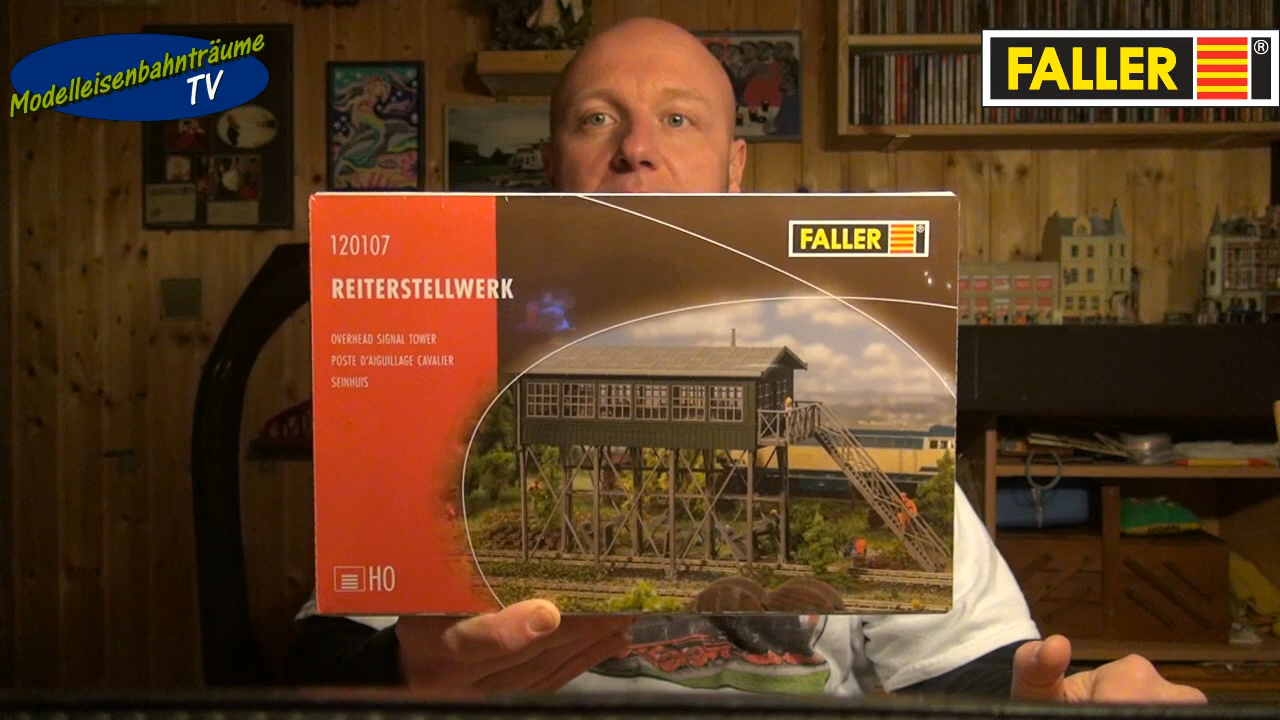 Modelleisenbahnträume
TV
FALLER®
120107
FALLER®
REITERSTELLWERK
OVERHEAD SIGNAL TOWER
POSTE D'AIGUILLAGE CAVALIER
SEINHUIS
H0